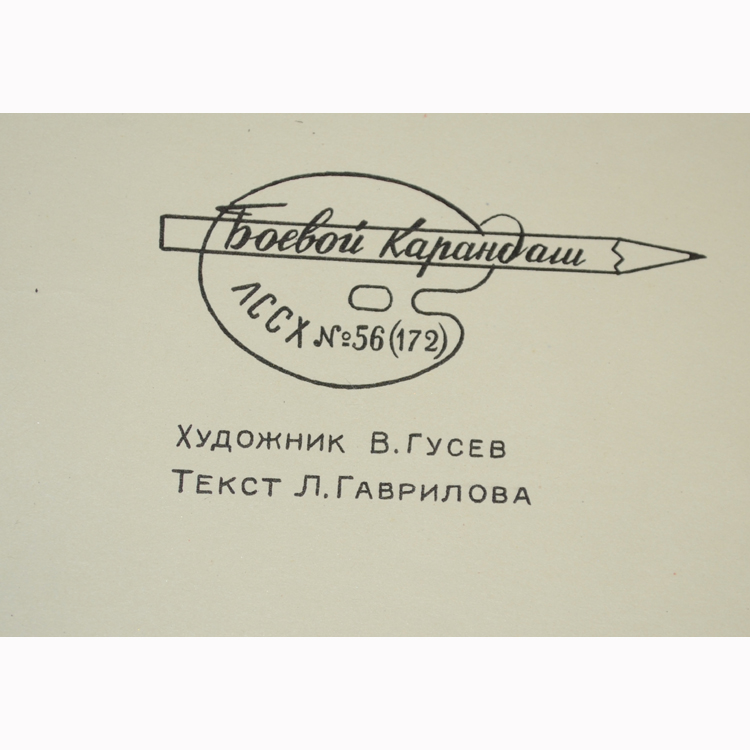 Боевой Карандаш
ЛССХ №56 (172)
Художник В. Гусев
Текст Л. Гаврилова